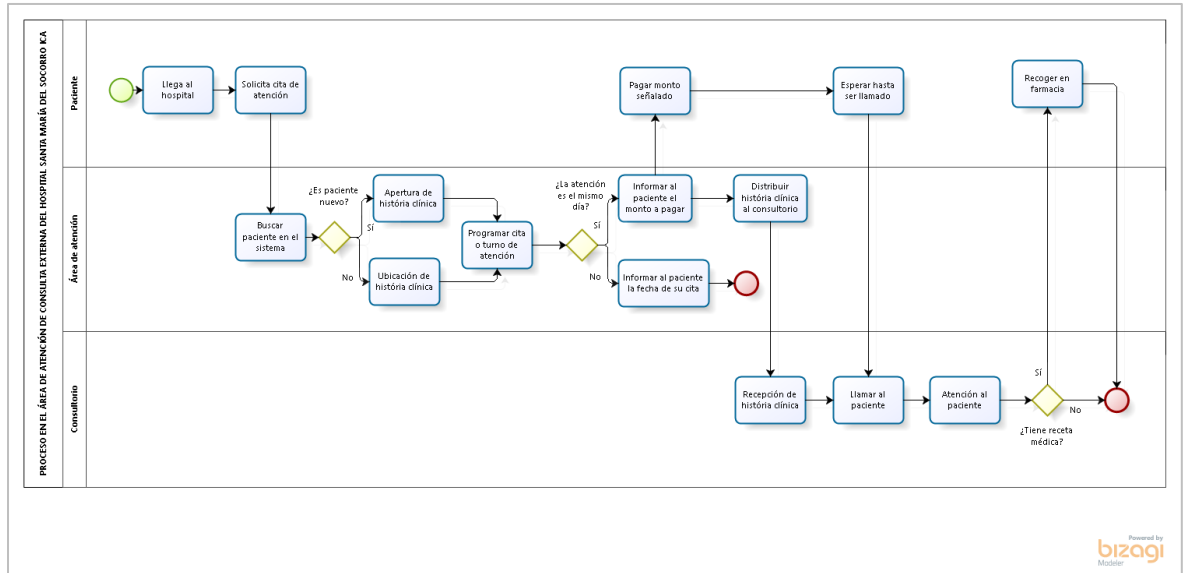 PROCESO EN EL ÁREA DE ATENCIÓN DE CONSULTA EXTERNA DEL HOSPITAL SANTA MARÍA DEL SOCORRO ICA
Paciente
Llega al
hospital
Solicita cita de
atención
Pagar monto
señalado
Esperar hasta
ser llamado
Recoger en
farmacia
Área de atención
Buscar
paciente en el
sistema
¿Es paciente
nuevo?
Sí
No
Apertura de
história clínica
Ubicación de
história clínica
Programar cita
o turno de
atención
¿La atención
es el mismo
día?
Sí
No
Informar al
paciente el
monto a pagar
Distribuir
história clínica
al consultorio
Informar al paciente
la fecha de su cita
Consultorio
Recepción de
história clínica
Llamar al
paciente
Atención al
paciente
Sí
No
¿Tiene receta
médica?
Powered by
bizagi
Modeler